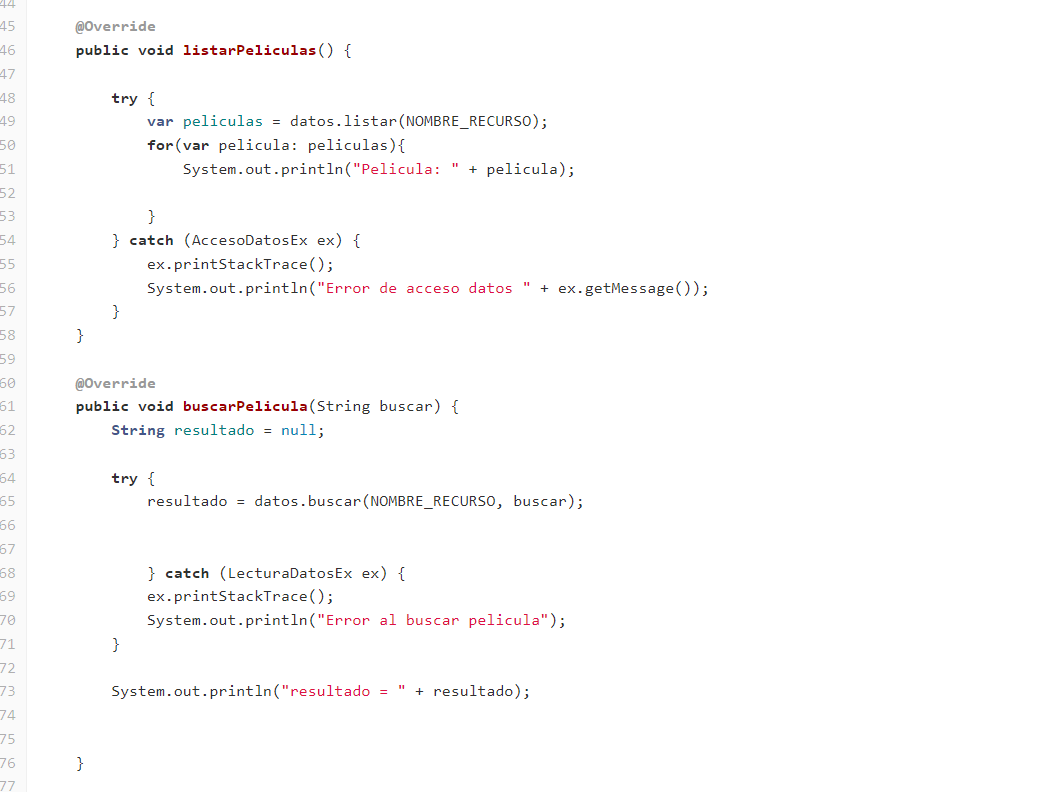 44
45 @Override
46 public void listarPeliculas() {
47
48 try {
49 var peliculas = datos.listar(NOMBRE_RECURSO);
50 for(var pelicula: peliculas){
51 System.out.println("Pelicula: " + pelicula);
52
53 }
54 } catch (AccesoDatosEx ex) {
55 ex.printStackTrace();
56 System.out.println("Error de acceso datos " + ex.getMessage());
57 }
58 }
59
60 @Override
61 public void buscarPelicula(String buscar) {
62 String resultado = null;
63
64 try {
65 resultado = datos.buscar(NOMBRE_RECURSO, buscar);
66
67
68 } catch (LecturaDatosEx ex) {
69 ex.printStackTrace();
70 System.out.println("Error al buscar pelicula");
71 }
72
73 System.out.println("resultado = " + resultado);
74
75
76 }
77